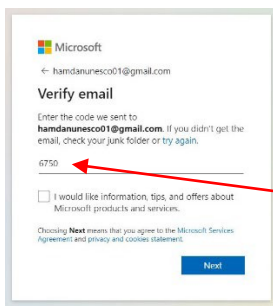 Microsoft
← hamdanunesco01@gmail.com
Verify email
Enter the code we sent to
hamdanunesco01@gmail.com. If you didn't get the
email, check your junk folder or try again.
6750
I would like information, tips, and offers about
Microsoft products and services.
Choosing Next means that you agree to the Microsoft Services
Agreement and privacy and cookies statement.
Next